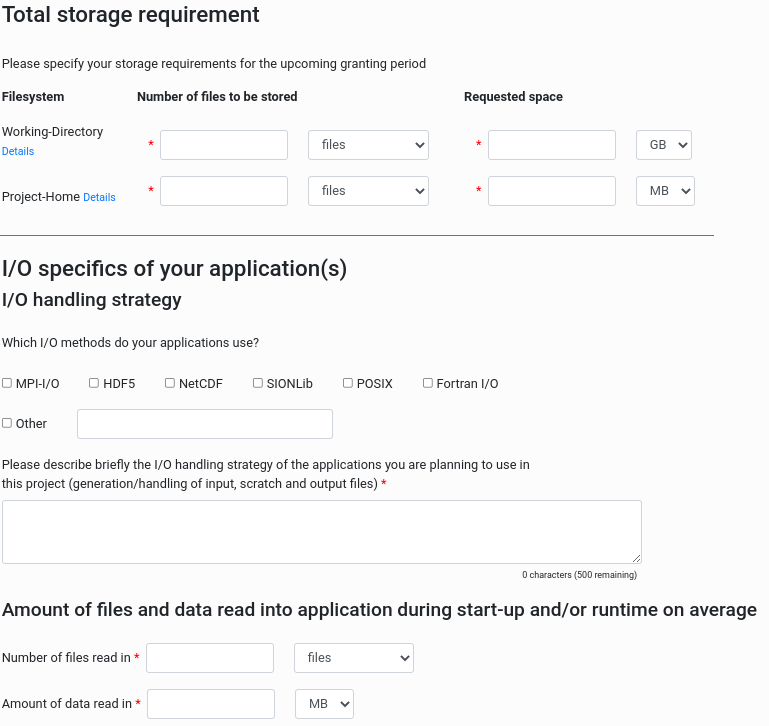 Total storage requirement
Please specify your storage requirements for the upcoming granting period
Filesystem Number of files to be stored Requested space
Working-Directory
Details
* files * GB
Project-Home Details * files * MB
I/O specifics of your application(s)
I/O handling strategy
Which I/O methods do your applications use?
MPI-I/O HDF5 NetCDF SIONLib POSIX Fortran I/O
Other
Please describe briefly the I/O handling strategy of the applications you are planning to use in
this project (generation/handling of input, scratch and output files) *
0 characters (500 remaining)
Amount of files and data read into application during start-up and/or runtime on average
Number of files read in * files
Amount of data read in * MB